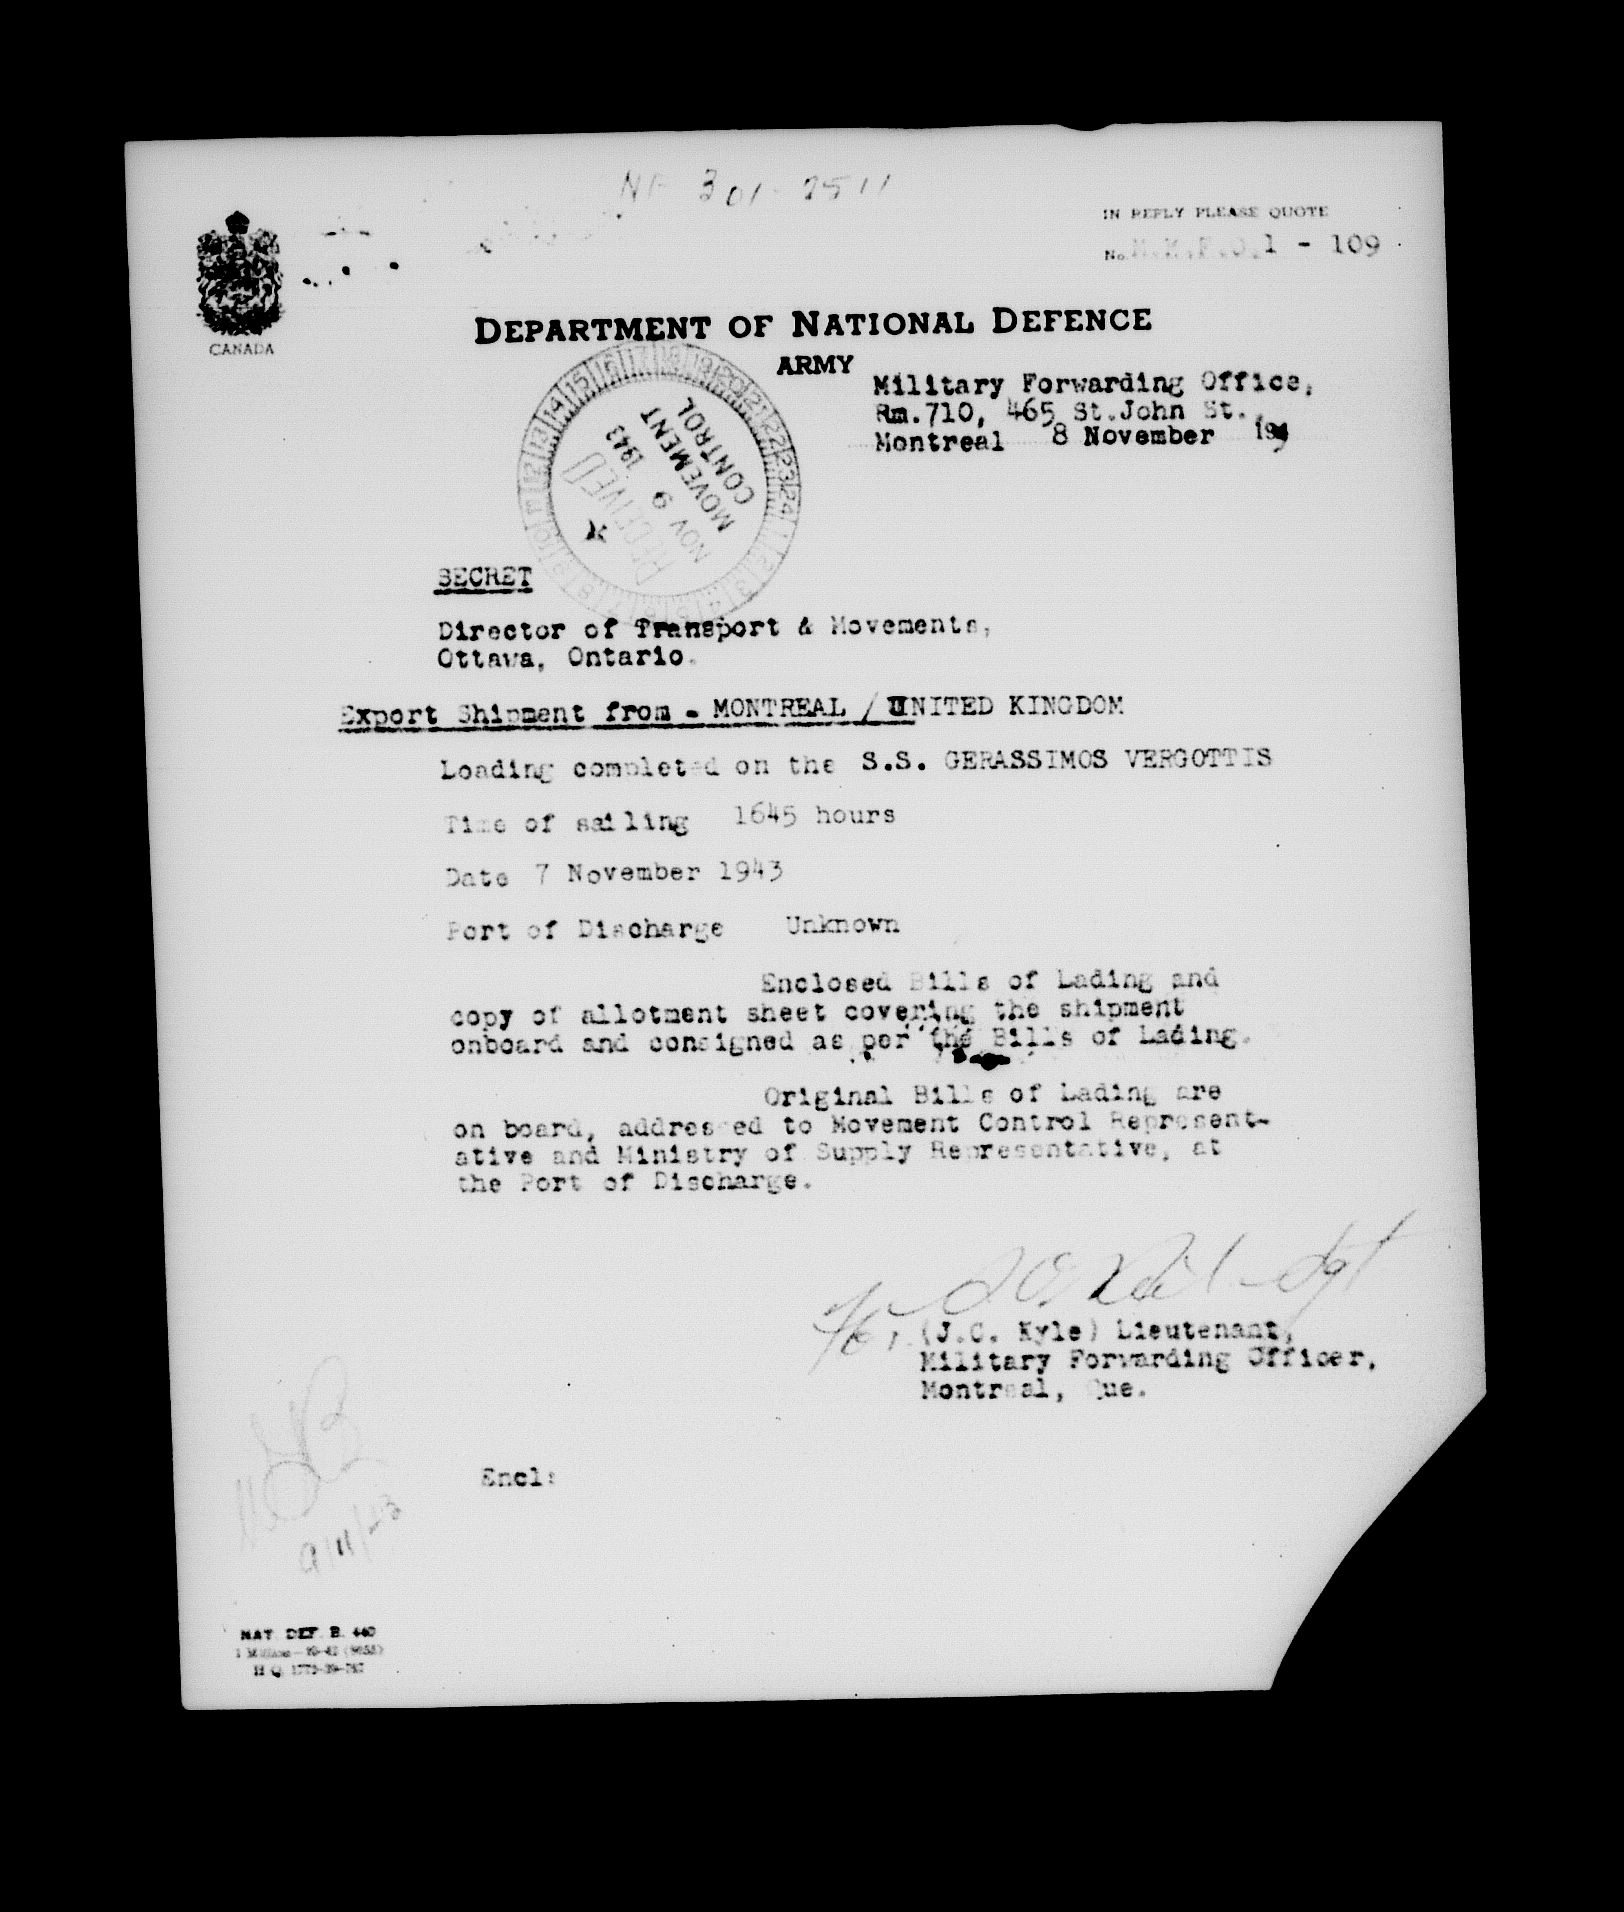 301-2511
IN REPLY PLEASE QUOTE
No. M.M.F.O.1 - 109
CANADA
DEPARTMENT OF NATIONAL DEFENCE
ARMY
Military Forwarding Office,
Rm.710, 465 St.John St.,
Montreal 8 November
MOVEMENT
CONTROL
NOV 9 1943
RECEIVED
SECRET
Director of Transport & Movements,
Ottawa, Ontario.
Export Shipment from - MONTREAL / UNITED KINGDOM
Loading completed on the S.S. GERASSIMOS VERGOTTIS
Time of sailing 1645 hours
Date 7 November 1943
Port of Discharge Unknown
Enclosed Bills of Lading and
copy of allotment sheet covering the shipment
onboard and consigned as per the Bills of Lading.
Original Bills of Lading are
on board, addressed to Movement Control Represent-
ative and Ministry of Supply Representative, at
the Port of Discharge.
for Sgt
(J.C. Kyle) Lieutenant,
Military Forwarding Officer,
Montreal, Que.
Encl:
9/11/43
NAT. DEF. B. 440